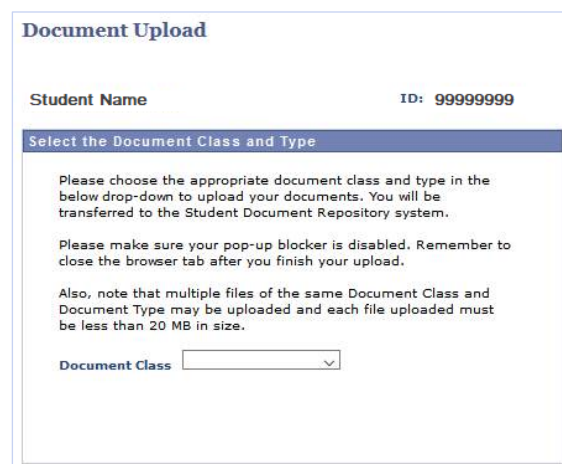 Document Upload
Student Name ID: 99999999
Select the Document Class and Type
Please choose the appropriate document class and type in the
below drop-down to upload your documents. You will be
transferred to the Student Document Repository system.
Please make sure your pop-up blocker is disabled. Remember to
close the browser tab after you finish your upload.
Also, note that multiple files of the same Document Class and
Document Type may be uploaded and each file uploaded must
be less than 20 MB in size.
Document Class